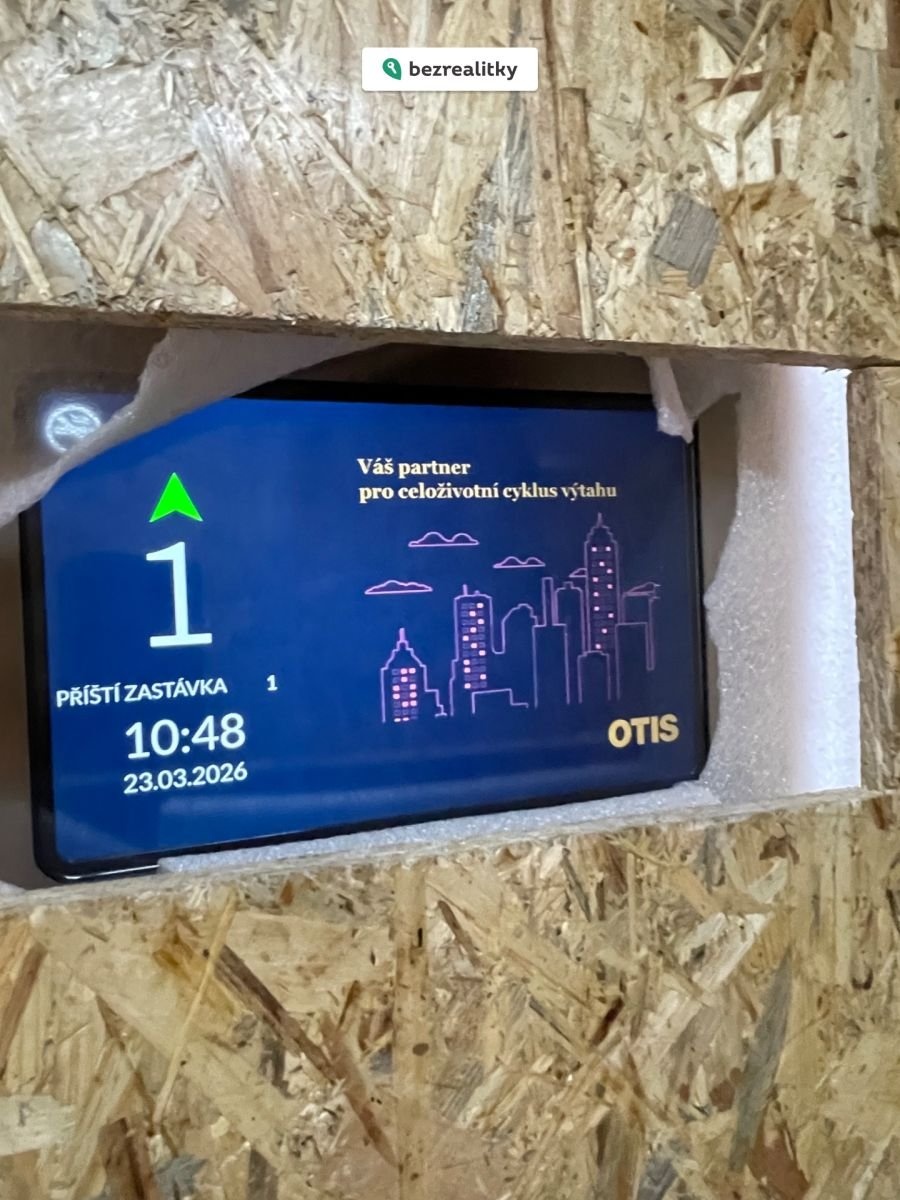 bezrealitky
Váš partner
pro celoživotní cyklus výtahu
1
PŘÍŠTÍ ZASTÁVKA 1
10:48
23.03.2026
OTIS